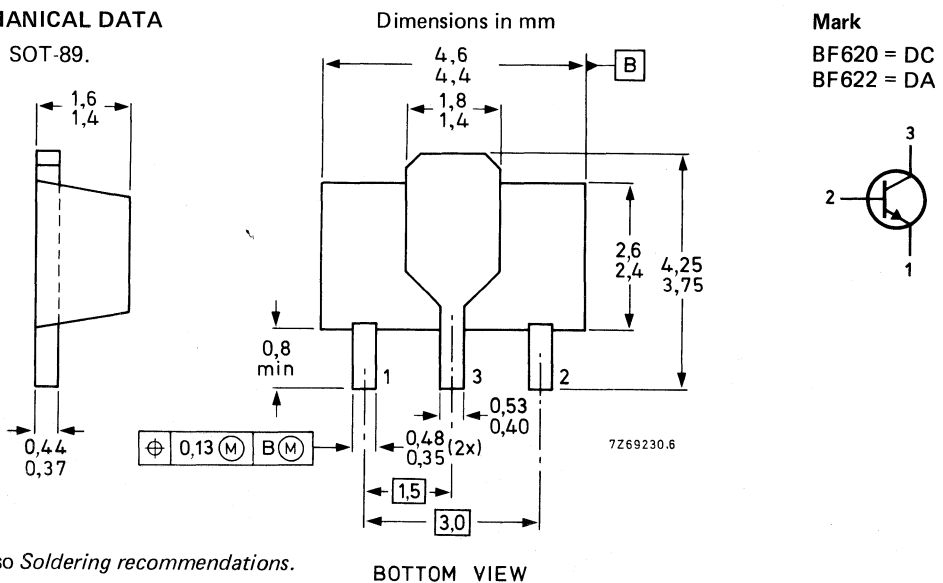 HANICAL DATA
SOT-89.
Dimensions in mm
Mark
BF620 = DC
BF622 = DA
4,6
4,4
B
1,6
1,4
1,8
1,4
3
2
1
2,6
2,4
4,25
3,75
0,8
min
1
3
2
0,53
0,40
0,44
0,37
⌖ 0,13 Ⓜ B Ⓜ
0,48
0,35 (2x)
7Z69230.6
1,5
3,0
so Soldering recommendations.
BOTTOM VIEW